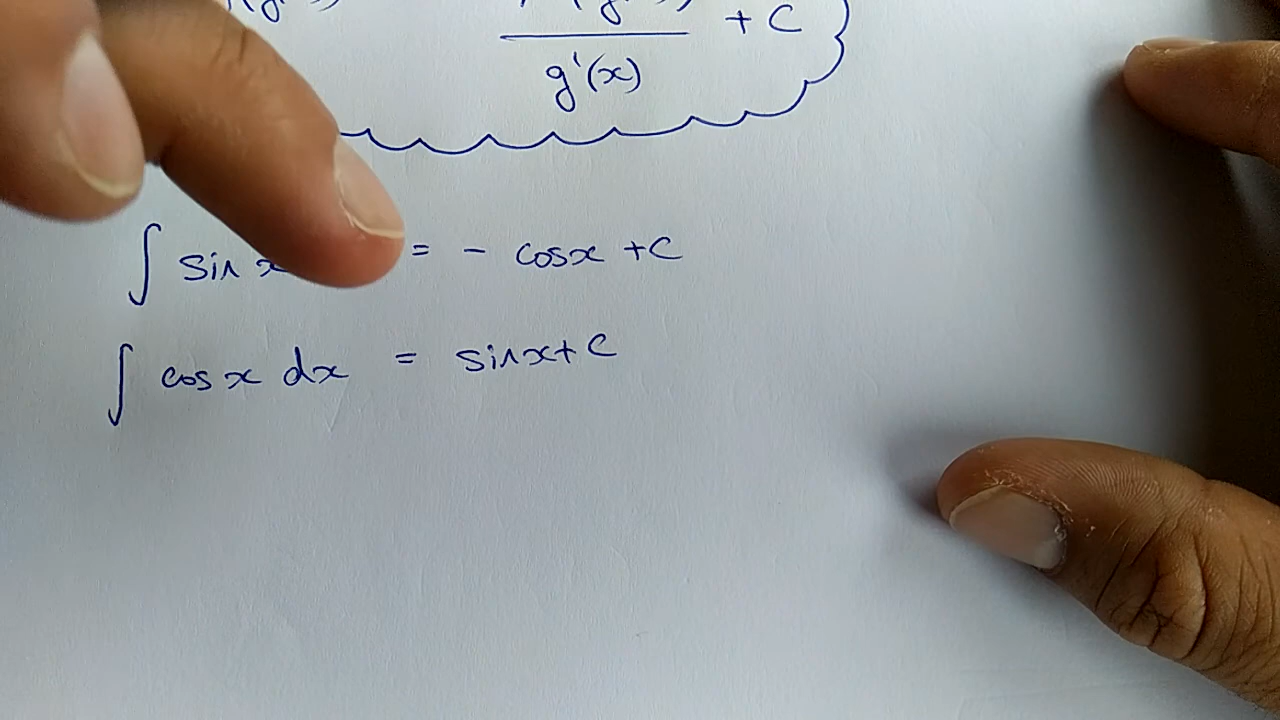 + C
g'(x)
∫ sin x = - cosx + C
∫ cos x dx = sinx + C